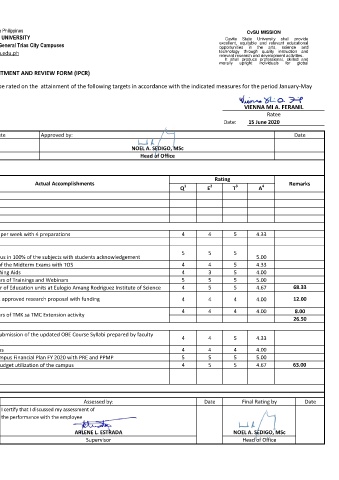 Philippines
UNIVERSITY
General Trias City Campuses
u.edu.ph
CvSU MISSION
Cavite State University shall provide
excellent, equitable and relevant educational
opportunities in the arts, science and
technology through quality instruction and
relevant research and development activities.
It shall produce professional, skilled and
morally upright individuals for global
TMENT AND REVIEW FORM (IPCR)
be rated on the attainment of the following targets in accordance with the indicated measures for the period January-May
VIENNA MI A. FERANIL
Ratee
Date: 15 June 2020
ate Approved by: Date
NOEL A. SEDIGO, MSc
Head of Office
Actual Accomplishments Rating Remarks
Q1 E2 T3 A4
per week with 4 preparations 4 4 5 4.33
us in 100% of the subjects with students acknowledgement 5 5 5 5.00
of the Midterm Exams with TOS 4 4 5 4.33
ning Aids 4 3 5 4.00
rs of Trainings and Webinars 5 5 5 5.00
r of Education units at Eulogio Amang Rodriguez Institute of Science 4 5 5 4.67 68.33
approved research proposal with funding 4 4 4 4.00 12.00
rs of TMK sa TMC Extension activity 4 4 4 4.00 8.00
26.50
ubmission of the updated OBE Course Syllabi prepared by faculty 4 4 5 4.33
es 4 4 4 4.00
mpus Financial Plan FY 2020 with PRE and PPMP 5 5 5 5.00
udget utilization of the campus 4 5 5 4.67 63.00
Assessed by: Date Final Rating by Date
I certify that I discussed my assessment of
the performance with the employee
ARLENE L. ESTRADA NOEL A. SEDIGO, MSc
Supervisor Head of Office